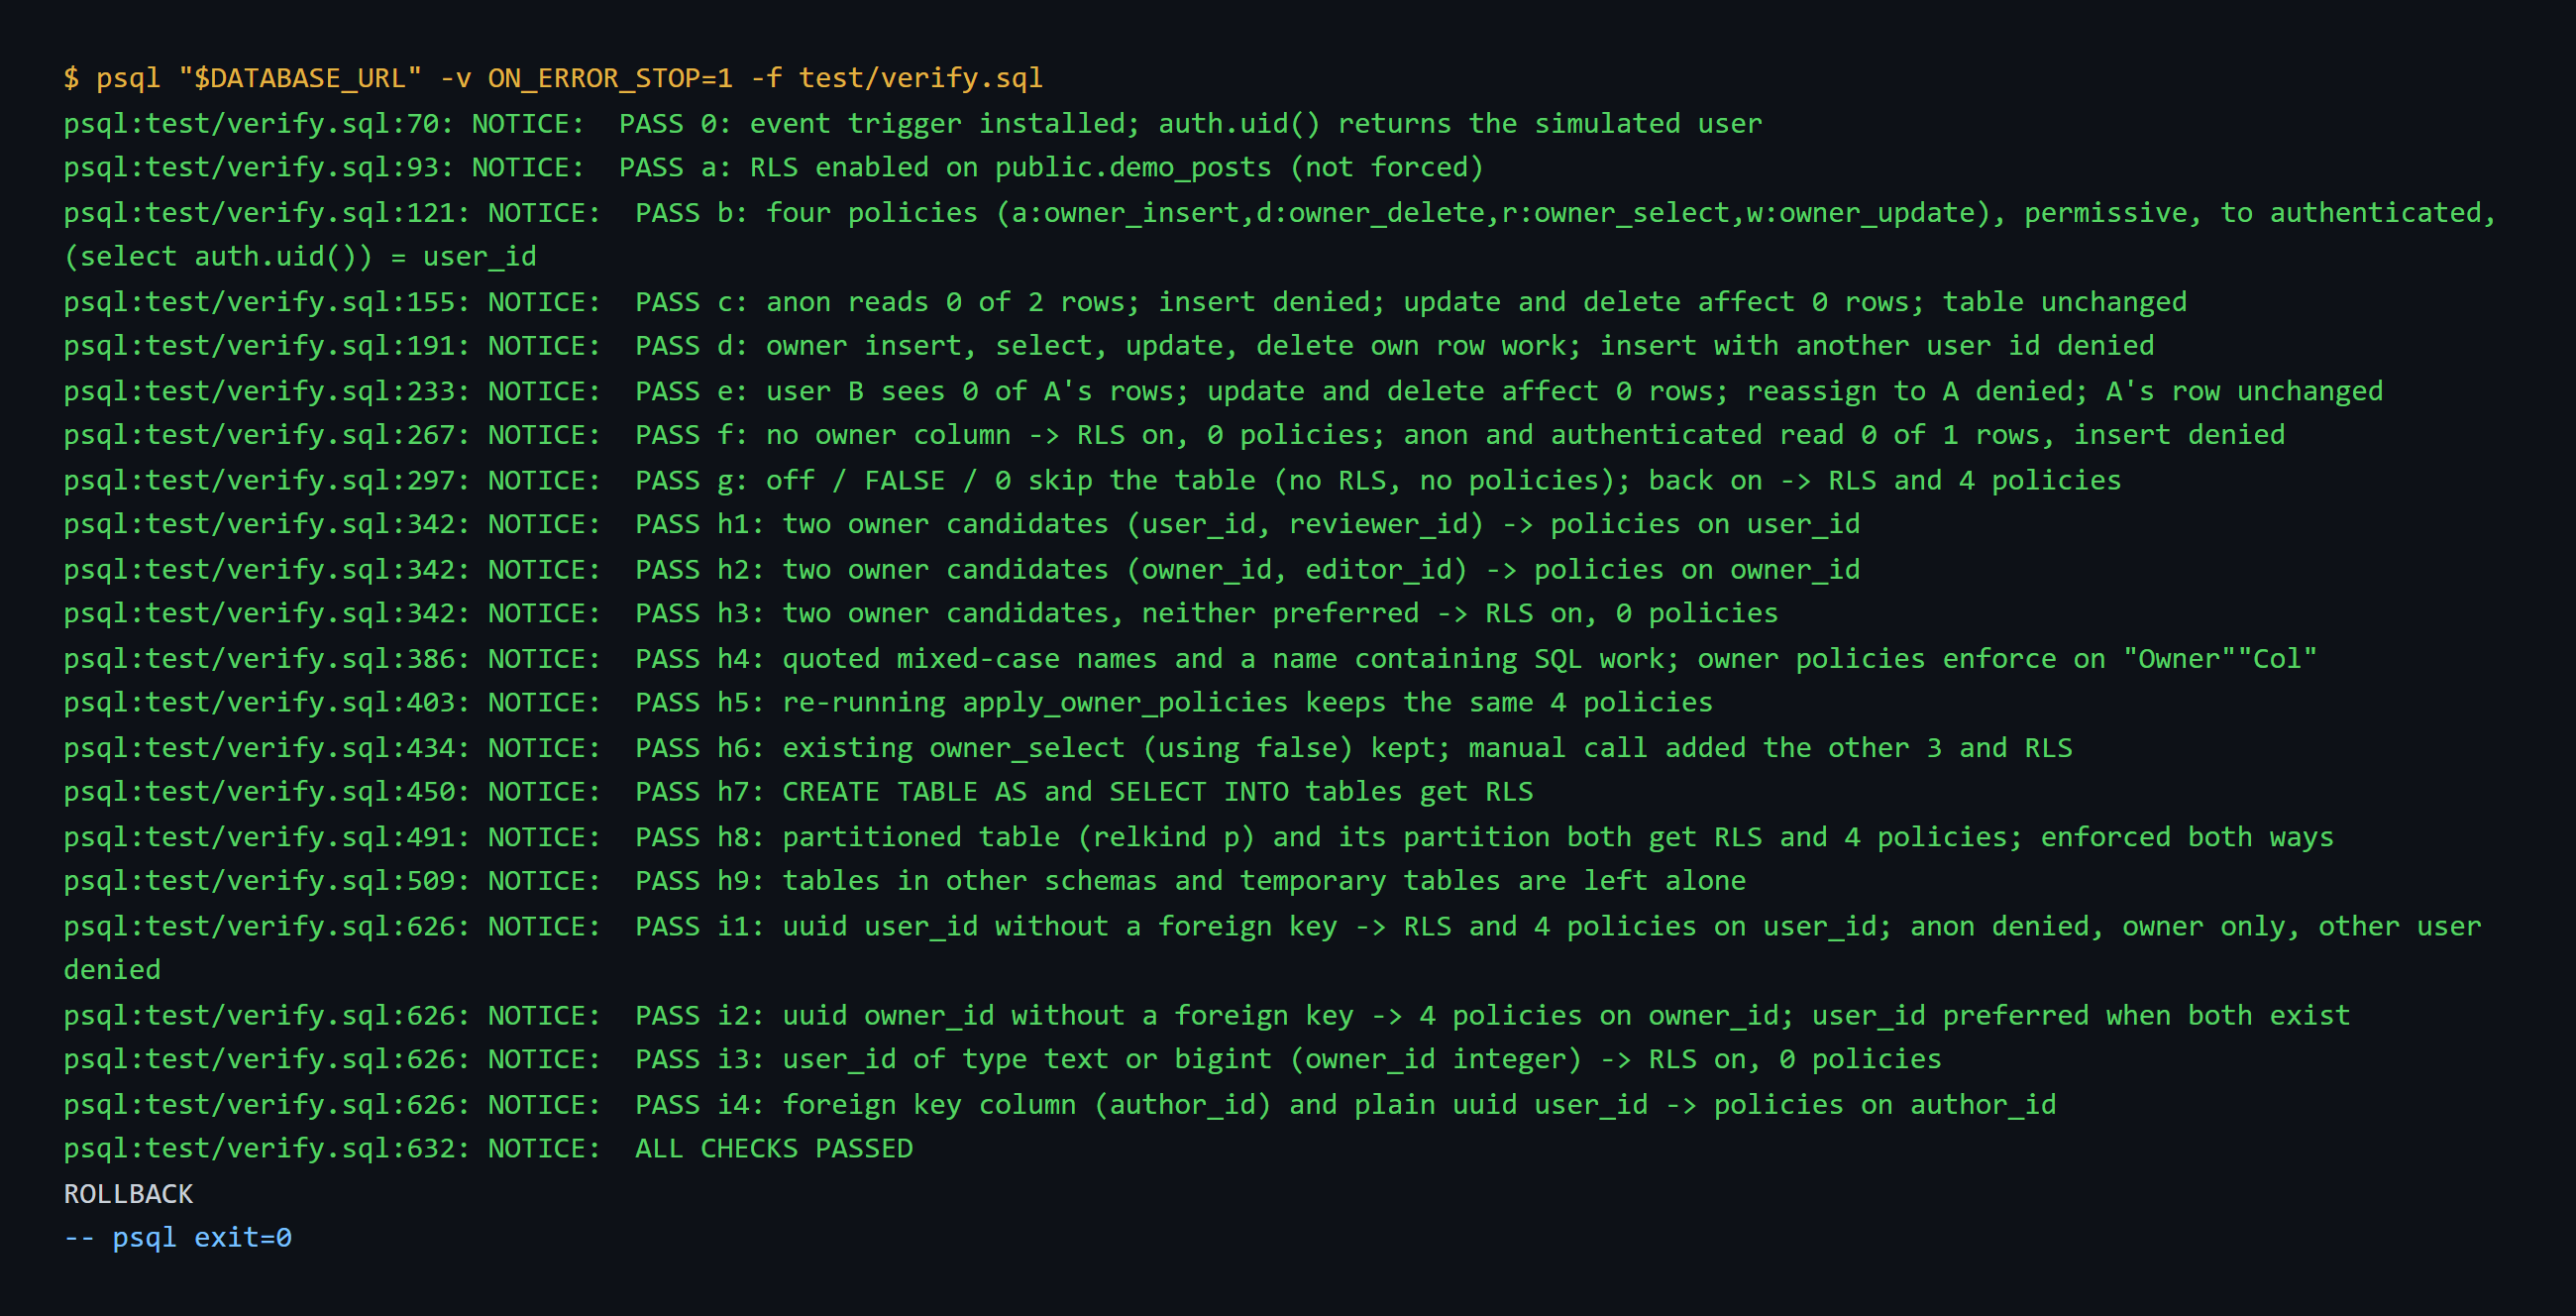 $ psql "$DATABASE_URL" -v ON_ERROR_STOP=1 -f test/verify.sql
psql:test/verify.sql:70: NOTICE:  PASS 0: event trigger installed; auth.uid() returns the simulated user
psql:test/verify.sql:93: NOTICE:  PASS a: RLS enabled on public.demo_posts (not forced)
psql:test/verify.sql:121: NOTICE:  PASS b: four policies (a:owner_insert,d:owner_delete,r:owner_select,w:owner_update), permissive, to authenticated,
(select auth.uid()) = user_id
psql:test/verify.sql:155: NOTICE:  PASS c: anon reads 0 of 2 rows; insert denied; update and delete affect 0 rows; table unchanged
psql:test/verify.sql:191: NOTICE:  PASS d: owner insert, select, update, delete own row work; insert with another user id denied
psql:test/verify.sql:233: NOTICE:  PASS e: user B sees 0 of A's rows; update and delete affect 0 rows; reassign to A denied; A's row unchanged
psql:test/verify.sql:267: NOTICE:  PASS f: no owner column -> RLS on, 0 policies; anon and authenticated read 0 of 1 rows, insert denied
psql:test/verify.sql:297: NOTICE:  PASS g: off / FALSE / 0 skip the table (no RLS, no policies); back on -> RLS and 4 policies
psql:test/verify.sql:342: NOTICE:  PASS h1: two owner candidates (user_id, reviewer_id) -> policies on user_id
psql:test/verify.sql:342: NOTICE:  PASS h2: two owner candidates (owner_id, editor_id) -> policies on owner_id
psql:test/verify.sql:342: NOTICE:  PASS h3: two owner candidates, neither preferred -> RLS on, 0 policies
psql:test/verify.sql:386: NOTICE:  PASS h4: quoted mixed-case names and a name containing SQL work; owner policies enforce on "Owner""Col"
psql:test/verify.sql:403: NOTICE:  PASS h5: re-running apply_owner_policies keeps the same 4 policies
psql:test/verify.sql:434: NOTICE:  PASS h6: existing owner_select (using false) kept; manual call added the other 3 and RLS
psql:test/verify.sql:450: NOTICE:  PASS h7: CREATE TABLE AS and SELECT INTO tables get RLS
psql:test/verify.sql:491: NOTICE:  PASS h8: partitioned table (relkind p) and its partition both get RLS and 4 policies; enforced both ways
psql:test/verify.sql:509: NOTICE:  PASS h9: tables in other schemas and temporary tables are left alone
psql:test/verify.sql:626: NOTICE:  PASS i1: uuid user_id without a foreign key -> RLS and 4 policies on user_id; anon denied, owner only, other user
denied
psql:test/verify.sql:626: NOTICE:  PASS i2: uuid owner_id without a foreign key -> 4 policies on owner_id; user_id preferred when both exist
psql:test/verify.sql:626: NOTICE:  PASS i3: user_id of type text or bigint (owner_id integer) -> RLS on, 0 policies
psql:test/verify.sql:626: NOTICE:  PASS i4: foreign key column (author_id) and plain uuid user_id -> policies on author_id
psql:test/verify.sql:632: NOTICE:  ALL CHECKS PASSED
ROLLBACK
-- psql exit=0